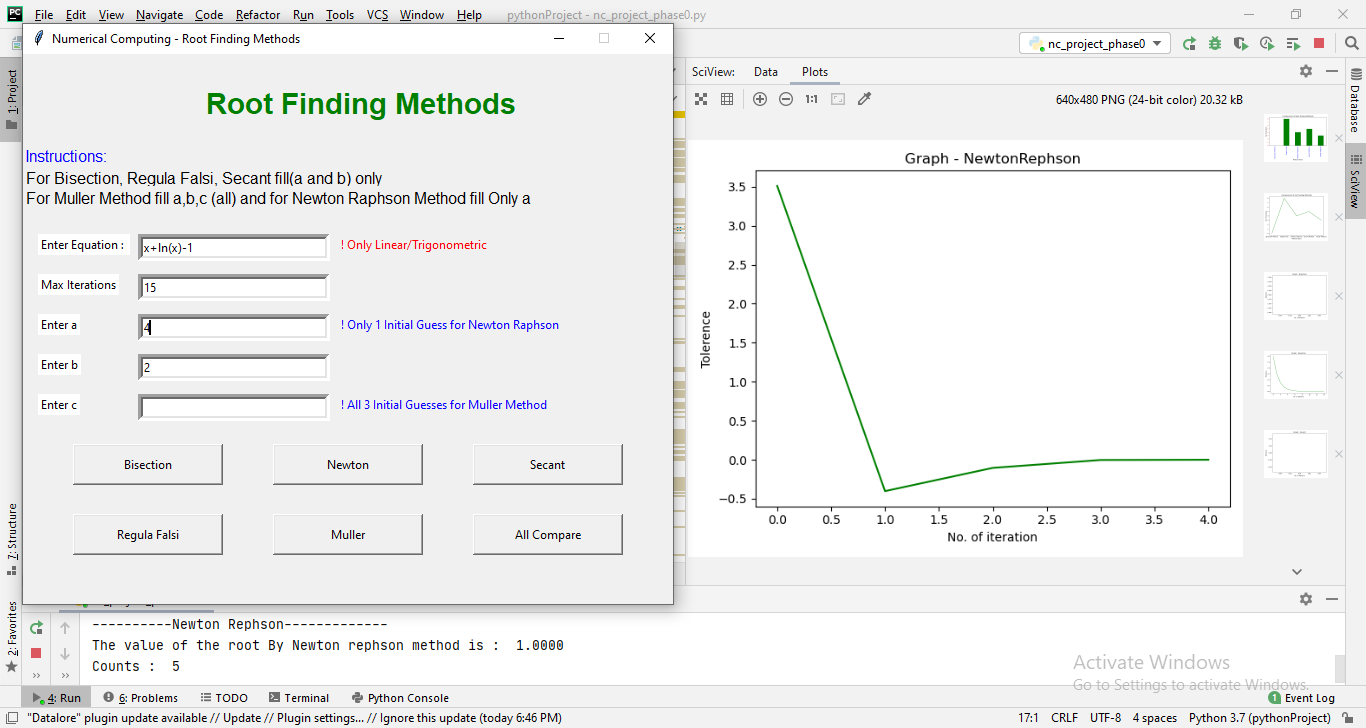 PC File Edit View Navigate Code Refactor Run Tools VCS Window Help pythonProject - nc_project_phase0.py
Numerical Computing - Root Finding Methods
nc_project_phase0
Root Finding Methods
Instructions:
For Bisection, Regula Falsi, Secant fill(a and b) only
For Muller Method fill a,b,c (all) and for Newton Raphson Method fill Only a
Enter Equation : x+ln(x)-1 ! Only Linear/Trigonometric
Max Iterations 15
Enter a 4 ! Only 1 Initial Guess for Newton Raphson
Enter b 2
Enter c ! All 3 Initial Guesses for Muller Method
Bisection Newton Secant
Regula Falsi Muller All Compare
1: Project
7: Structure
2: Favorites
SciView: Data Plots
1:1 640x480 PNG (24-bit color) 20.32 kB
Graph - NewtonRephson
3.5
3.0
2.5
2.0
1.5
1.0
0.5
0.0
−0.5
Tolerence
0.0 0.5 1.0 1.5 2.0 2.5 3.0 3.5 4.0
No. of iteration
Database
SciView
----------Newton Rephson-------------
The value of the root By Newton rephson method is : 1.0000
Counts : 5
Activate Windows
Go to Settings to activate Windows.
4: Run 6: Problems TODO Terminal Python Console 1 Event Log
"Datalore" plugin update available // Update // Plugin settings... // Ignore this update (today 6:46 PM) 17:1 CRLF UTF-8 4 spaces Python 3.7 (pythonProject)